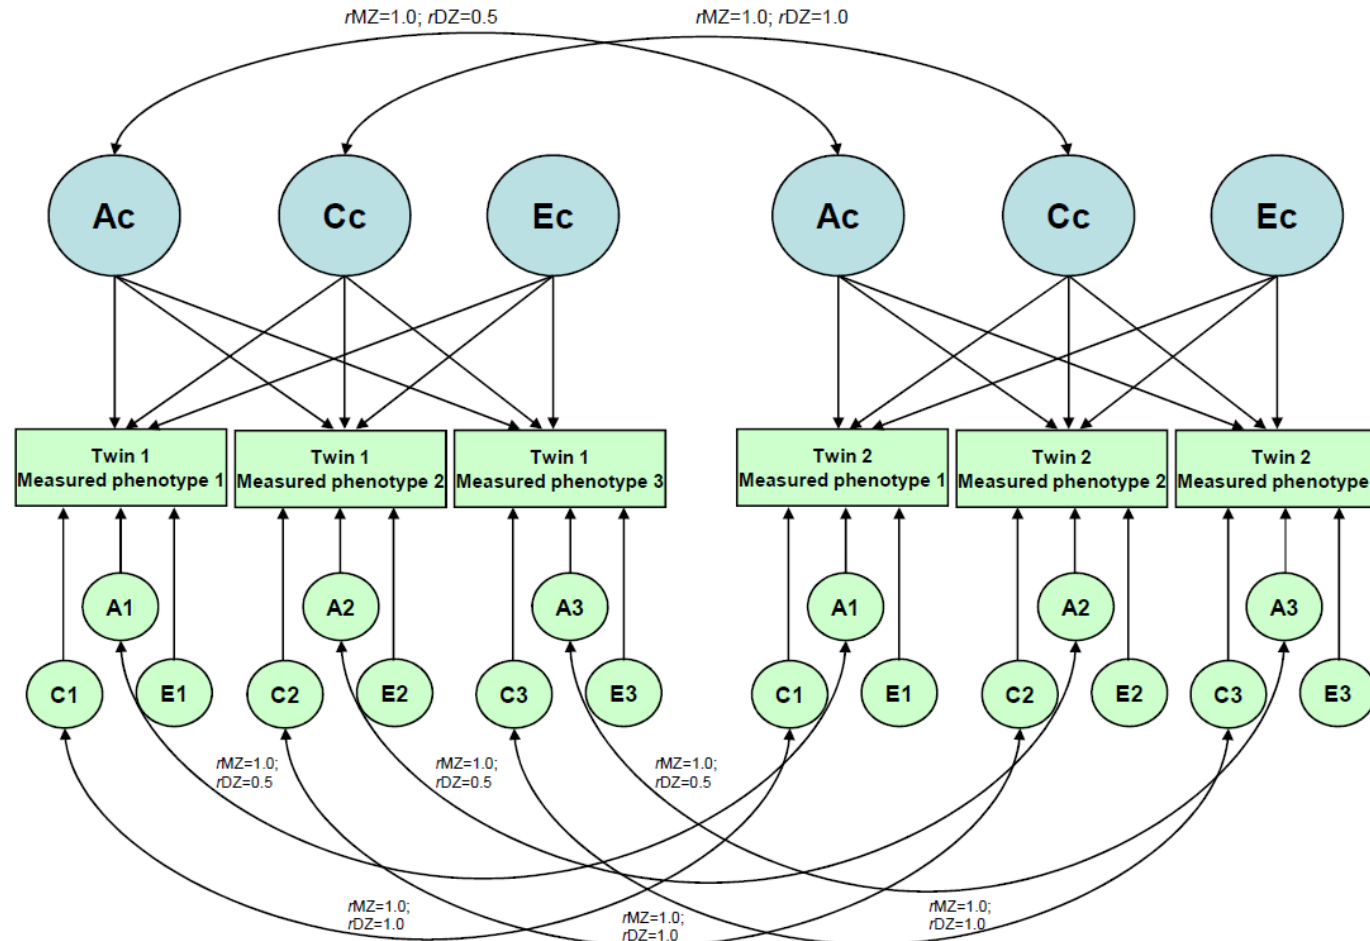 rMZ=1.0; rDZ=0.5
rMZ=1.0; rDZ=1.0
Ac
Cc
Ec
Ac
Cc
Ec
Twin 1
Measured phenotype 1
Twin 1
Measured phenotype 2
Twin 1
Measured phenotype 3
Twin 2
Measured phenotype 1
Twin 2
Measured phenotype 2
Twin 2
Measured phenotype
A1
A2
A3
A1
A2
A3
C1
E1
C2
E2
C3
E3
C1
E1
C2
E2
C3
E3
rMZ=1.0;
rDZ=0.5
rMZ=1.0;
rDZ=0.5
rMZ=1.0;
rDZ=0.5
rMZ=1.0;
rDZ=1.0
rMZ=1.0;
rDZ=1.0
rMZ=1.0;
rDZ=1.0